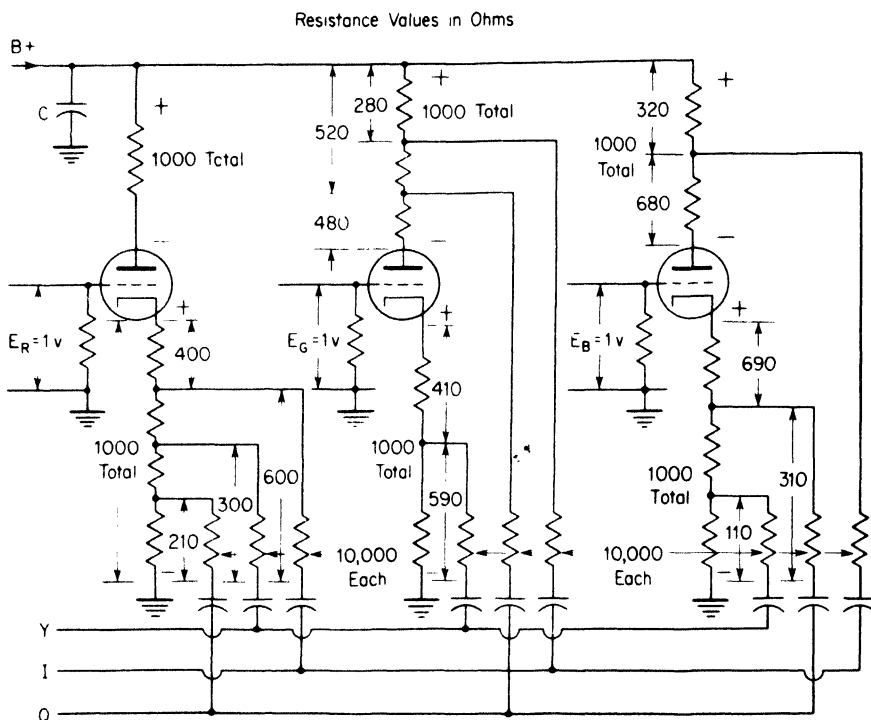 Resistance Values in Ohms
B+
C
+
1000 Tctal
520
280
+
1000 Total
480
+
320
1000
Total
680
−
−
−
E_R = 1 v
+
400
E_G = 1 v
+
410
E_B = 1 v
+
690
1000
Total
300
600
210
−
1000
Total
590
10,000
Each
−
1000
Total
310
110
10,000
Each
−
Y
I
Q